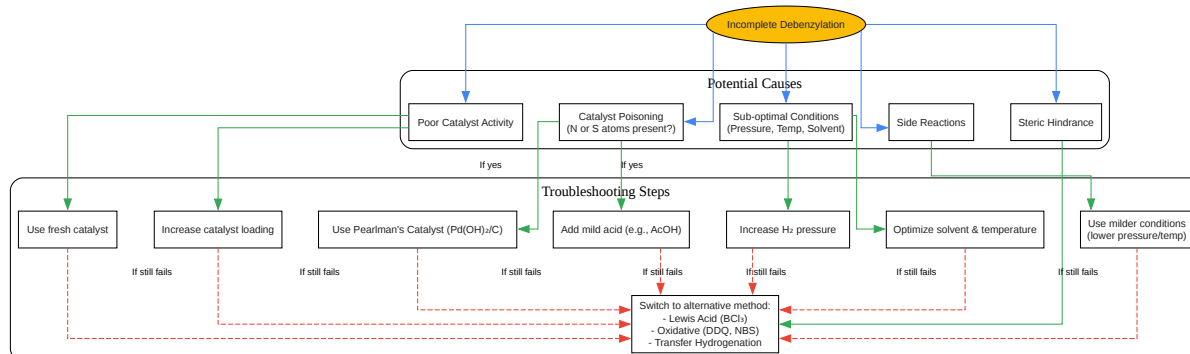 Incomplete Debenzylation
Potential Causes
Poor Catalyst Activity
Catalyst Poisoning
(N or S atoms present?)
Sub-optimal Conditions
(Pressure, Temp, Solvent)
Side Reactions
Steric Hindrance
If yes
If yes
Troubleshooting Steps
Use fresh catalyst
Increase catalyst loading
Use Pearlman's Catalyst (Pd(OH)₂/C)
Add mild acid (e.g., AcOH)
Increase H₂ pressure
Optimize solvent & temperature
Use milder conditions
(lower pressure/temp)
If still fails
If still fails
If still fails
If still fails
If still fails
If still fails
If still fails
Switch to alternative method:
- Lewis Acid (BCl₃)
- Oxidative (DDQ, NBS)
- Transfer Hydrogenation